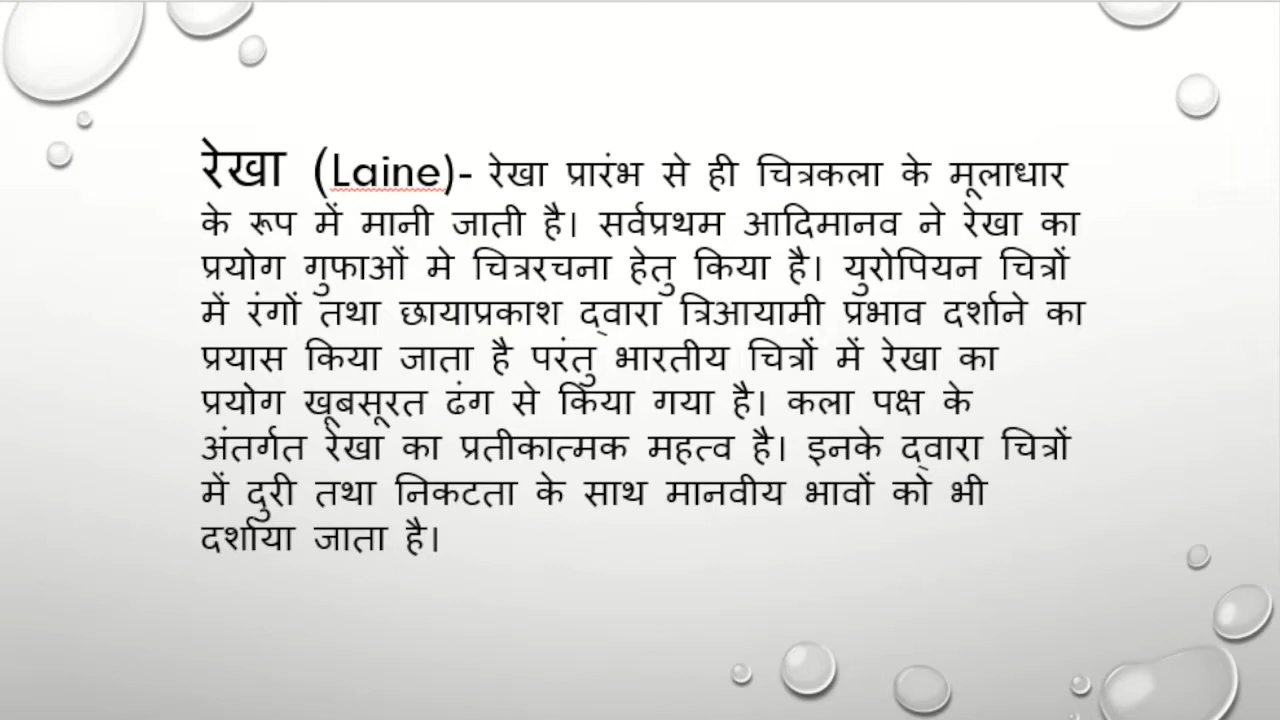 रेखा (Laine)- रेखा प्रारंभ से ही चित्रकला के मूलाधार
के रूप में मानी जाती है। सर्वप्रथम आदिमानव ने रेखा का
प्रयोग गुफाओं मे चित्ररचना हेतु किया है। युरोपियन चित्रों
में रंगों तथा छायाप्रकाश द्वारा त्रिआयामी प्रभाव दर्शाने का
प्रयास किया जाता है परंतु भारतीय चित्रों में रेखा का
प्रयोग खूबसूरत ढंग से किया गया है। कला पक्ष के
अंतर्गत रेखा का प्रतीकात्मक महत्व है। इनके द्वारा चित्रों
में दुरी तथा निकटता के साथ मानवीय भावों को भी
दर्शाया जाता है।